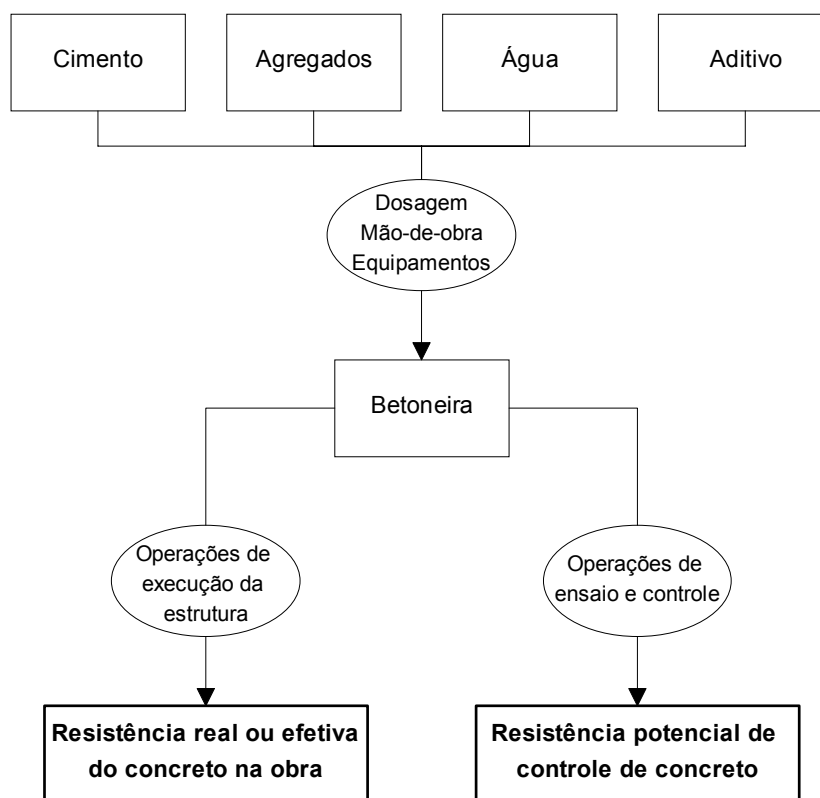 Cimento
Agregados
Água
Aditivo
Dosagem
Mão-de-obra
Equipamentos
Betoneira
Operações de
execução da
estrutura
Operações de
ensaio e controle
Resistência real ou efetiva
do concreto na obra
Resistência potencial de
controle de concreto